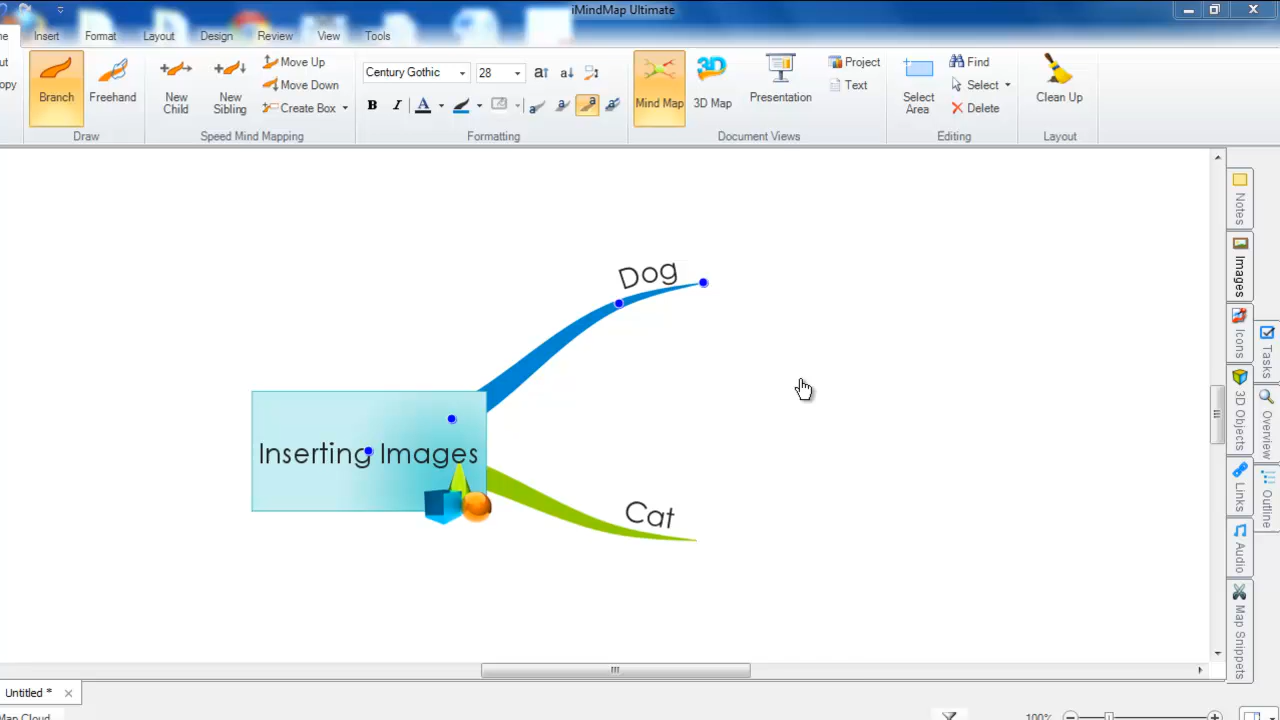 iMindMap Ultimate
Insert Format Layout Design Review View Tools
Branch Freehand
Draw
New Child New Sibling Move Up Move Down Create Box
Speed Mind Mapping
Century Gothic 28
B I A
Formatting
Mind Map 3D Map Presentation Project Text
Document Views
Select Area Find Select Delete
Editing
Clean Up
Layout
Dog
Inserting Images
Cat
Notes
Images
Icons
3D Objects
Links
Audio
Map Snippets
Tasks
Overview
Outline
Untitled *
Map Cloud
100%